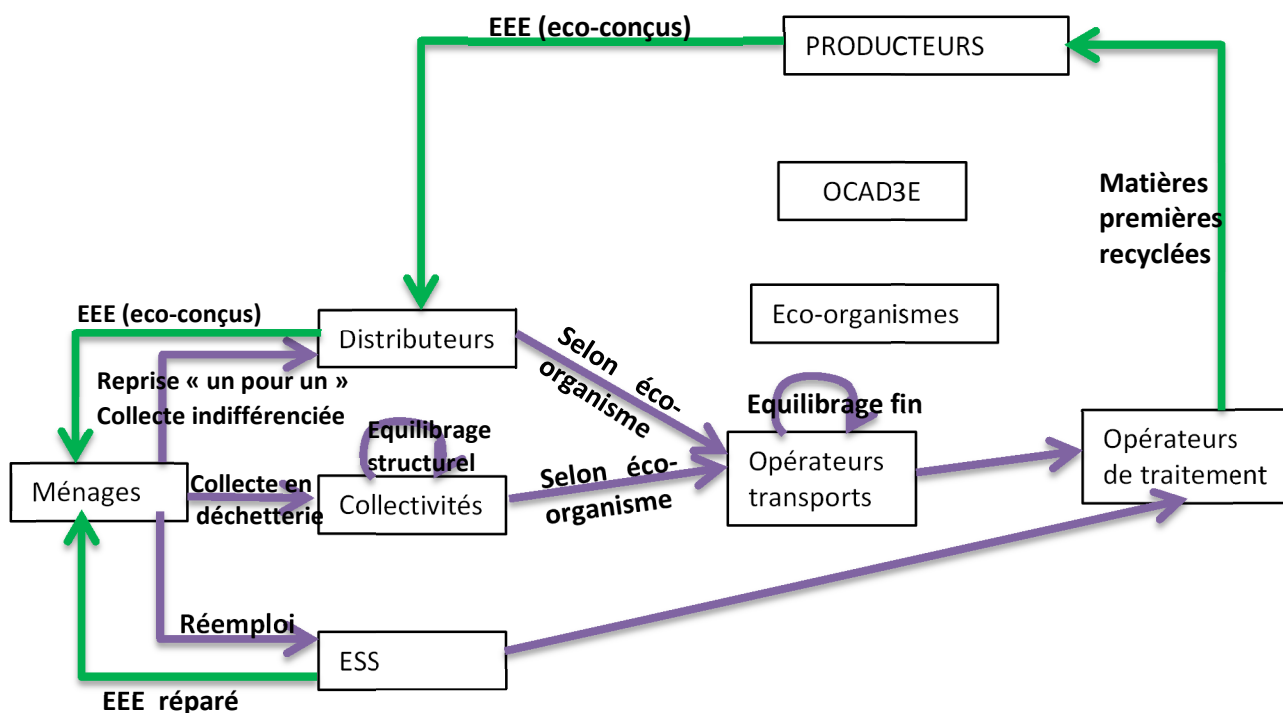 EEE (eco-conçus)
PRODUCTEURS
OCAD3E
Matières
premières
recyclées
Eco-organismes
EEE (eco-conçus)
Distributeurs
Selon éco-
organisme
Reprise « un pour un »
Collecte indifférenciée
Equilibrage fin
Equilibrage
structurel
Opérateurs
de traitement
Ménages
Collecte en
déchetterie
Collectivités
Selon éco-
organisme
Opérateurs
transports
Réemploi
ESS
EEE réparé